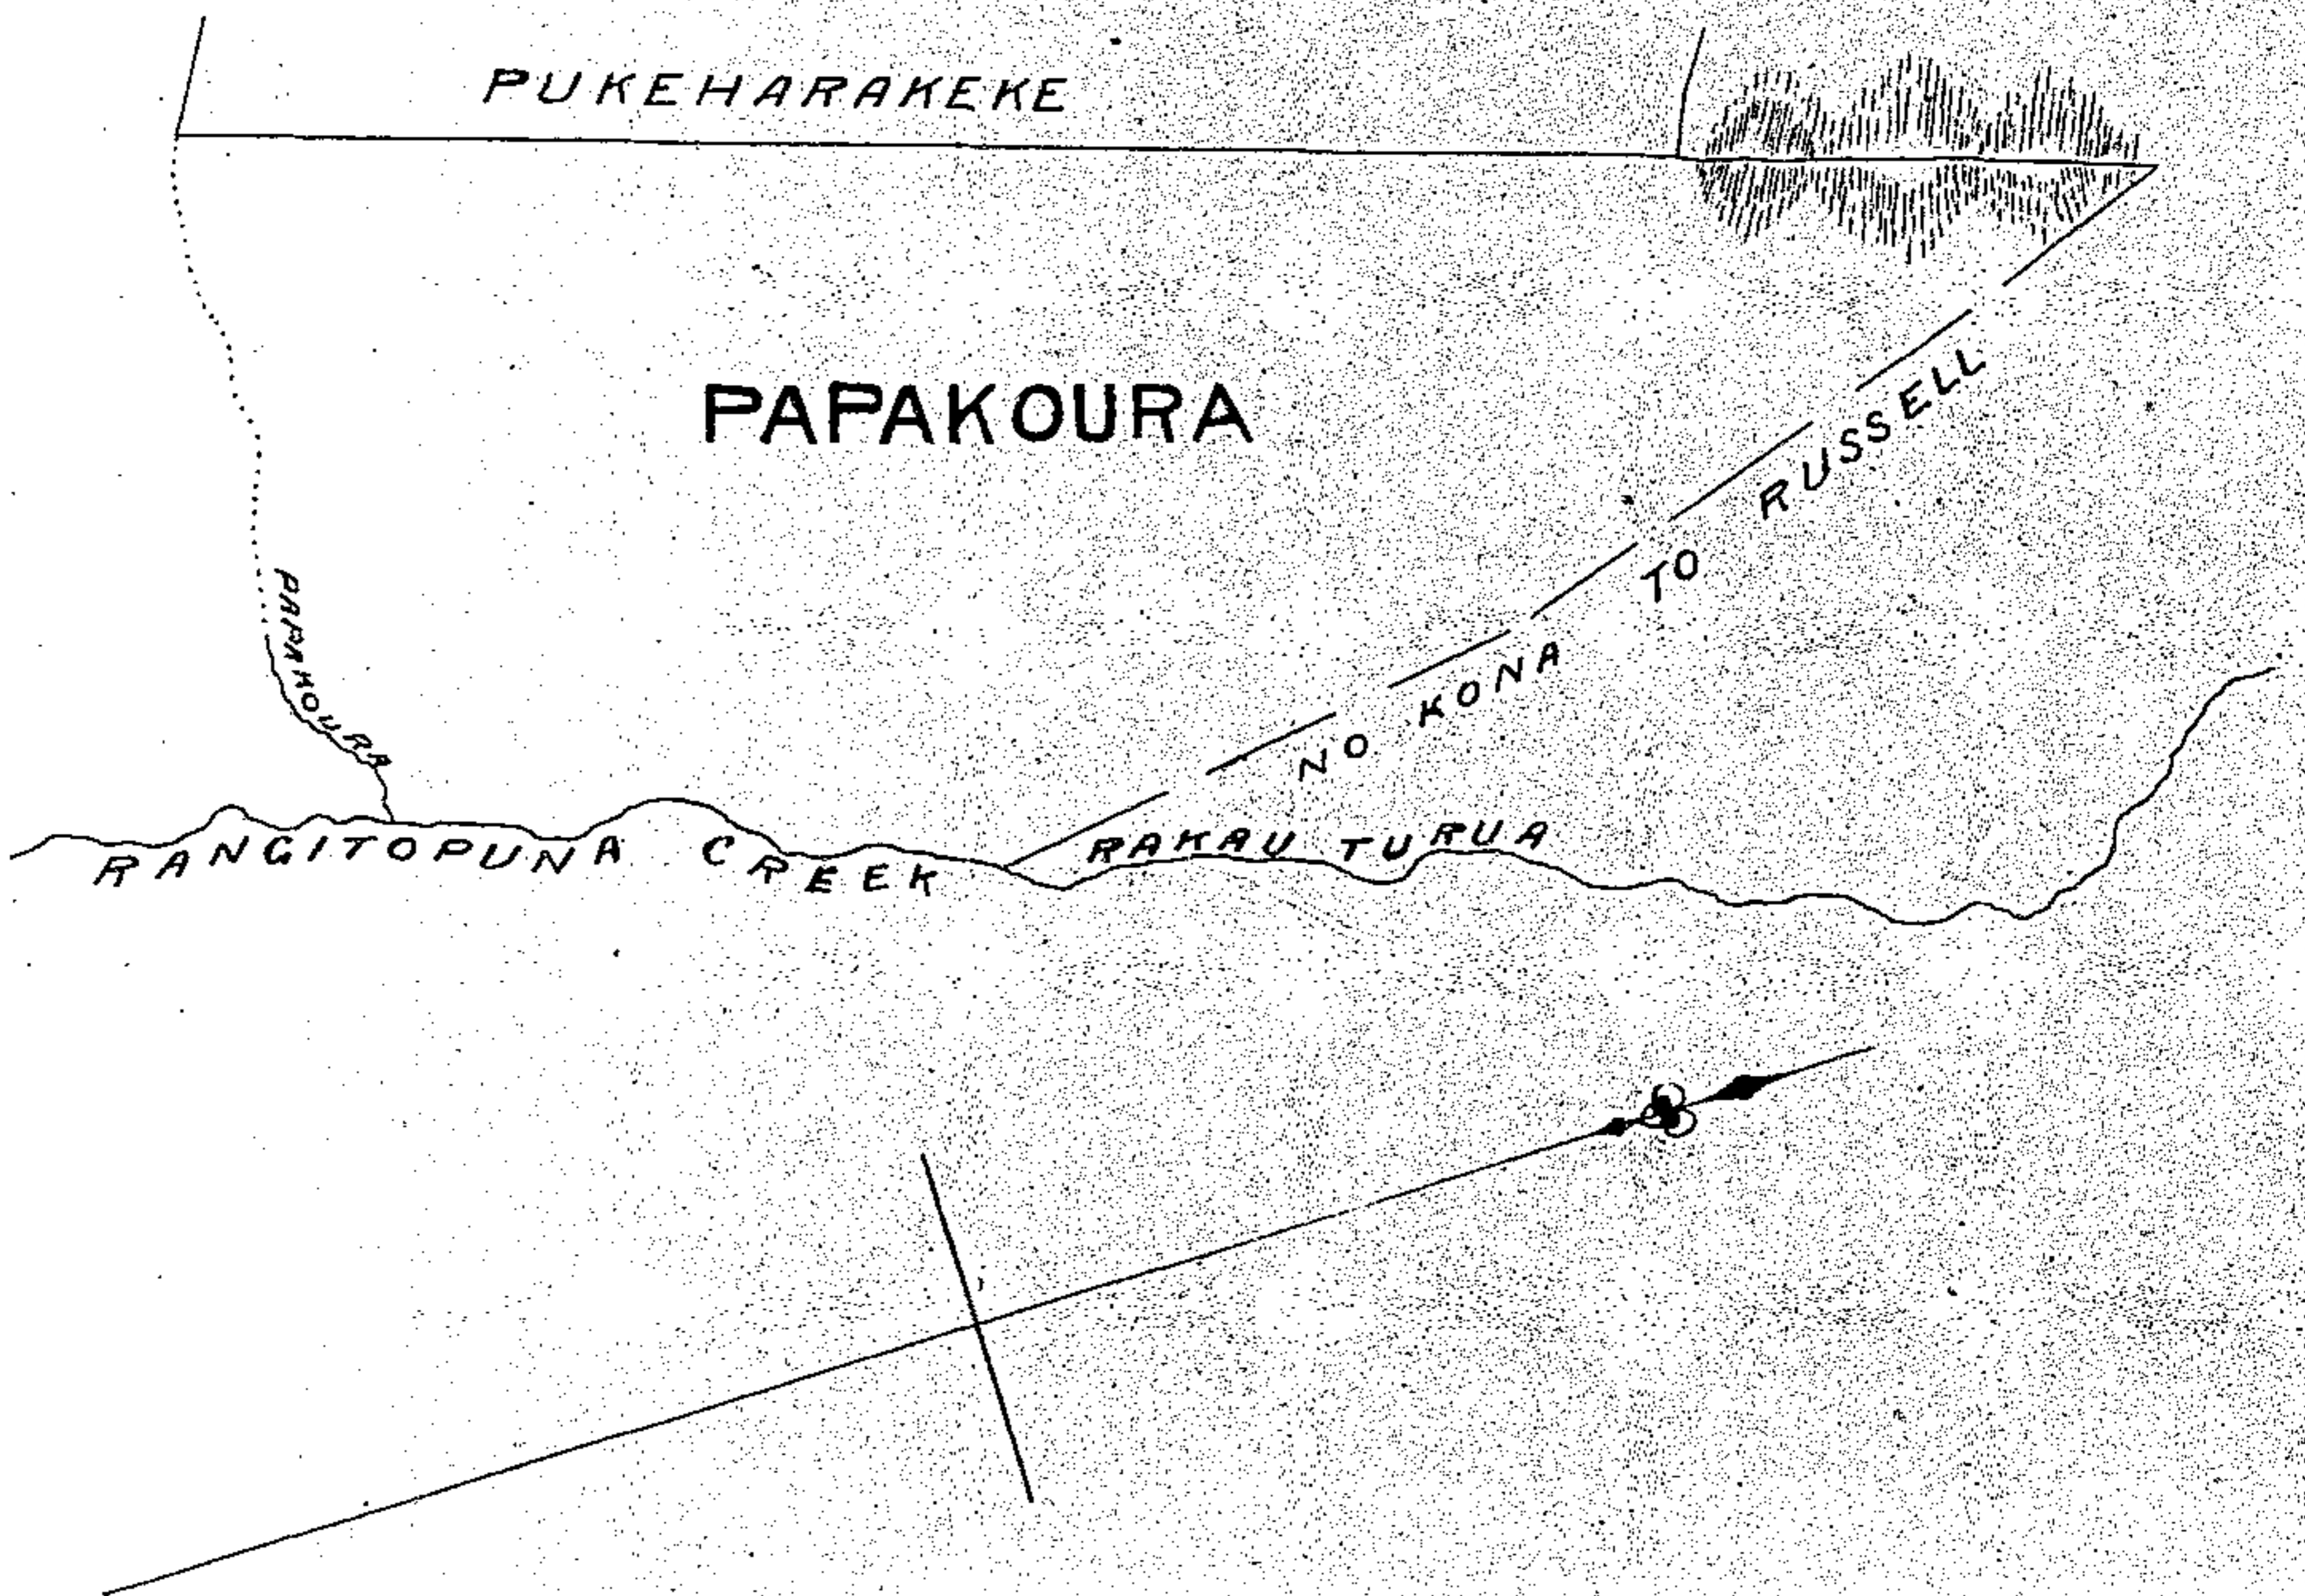 PUKEHARAKEKE
PAPAKOURA
PAPAKOURA
NO KONA TO RUSSELL
RANGITOPUNA CREEK
RAKAU TURUA